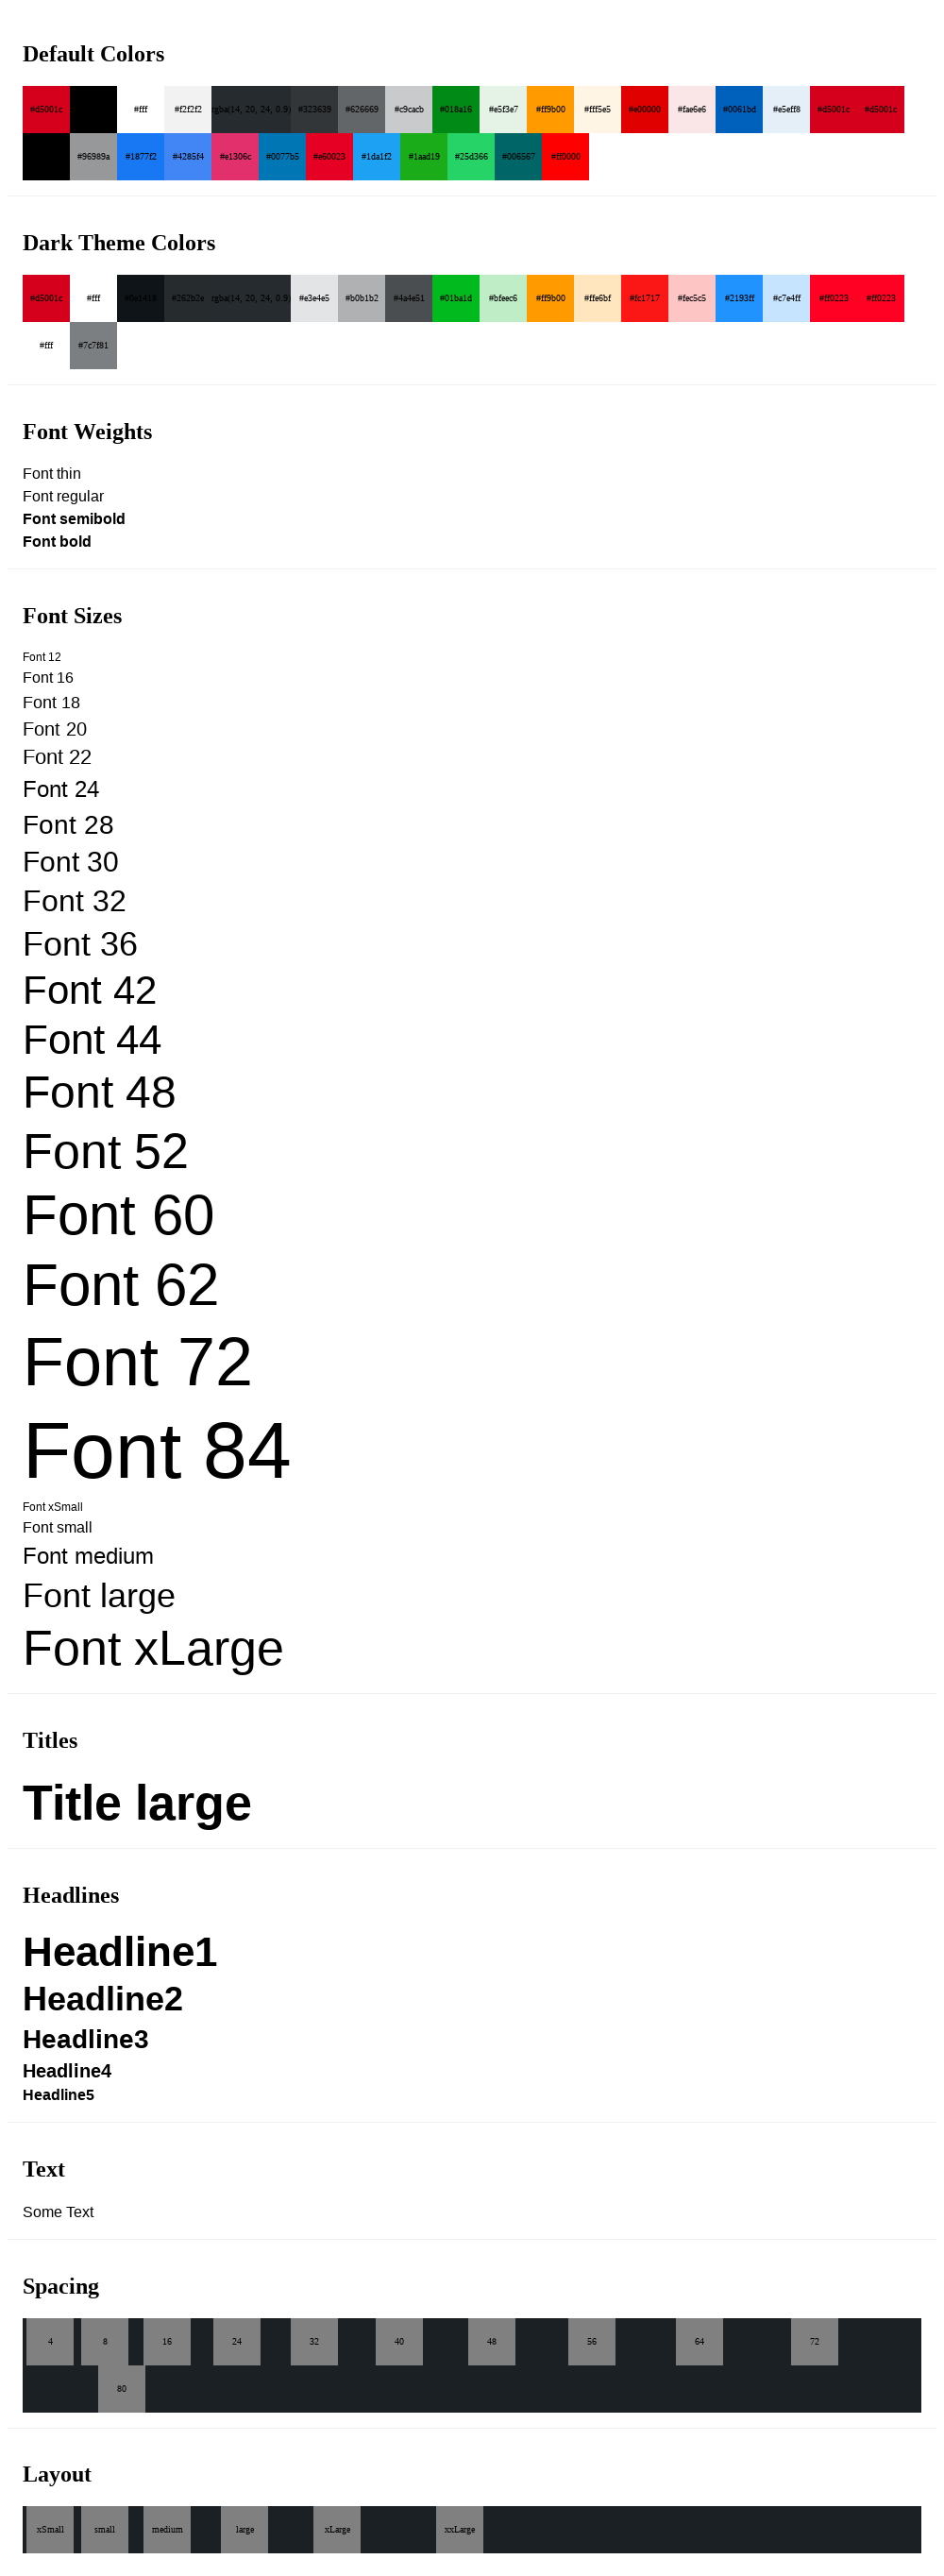 Default Colors
#d5001c #fff #f2f2f2 rgba(14, 20, 24, 0.9) #323639 #626669 #c9cacb #018a16 #e5f3e7 #ff9b00 #fff5e5 #e00000 #fae6e6 #0061bd #e5eff8 #d5001c #d5001c
#96989a #1877f2 #4285f4 #e1306c #0077b5 #e60023 #1da1f2 #1aad19 #25d366 #006567 #ff0000
Dark Theme Colors
#d5001c #fff #0e1418 #262b2e rgba(14, 20, 24, 0.9) #e3e4e5 #b0b1b2 #4a4e51 #01ba1d #bfeec6 #ff9b00 #ffe6bf #fc1717 #fec5c5 #2193ff #c7e4ff #ff0223 #ff0223
#fff #7c7f81
Font Weights
Font thin
Font regular
Font semibold
Font bold
Font Sizes
Font 12
Font 16
Font 18
Font 20
Font 22
Font 24
Font 28
Font 30
Font 32
Font 36
Font 42
Font 44
Font 48
Font 52
Font 60
Font 62
Font 72
Font 84
Font xSmall
Font small
Font medium
Font large
Font xLarge
Titles
Title large
Headlines
Headline1
Headline2
Headline3
Headline4
Headline5
Text
Some Text
Spacing
4 8 16 24 32 40 48 56 64 72
80
Layout
xSmall small medium large xLarge xxLarge